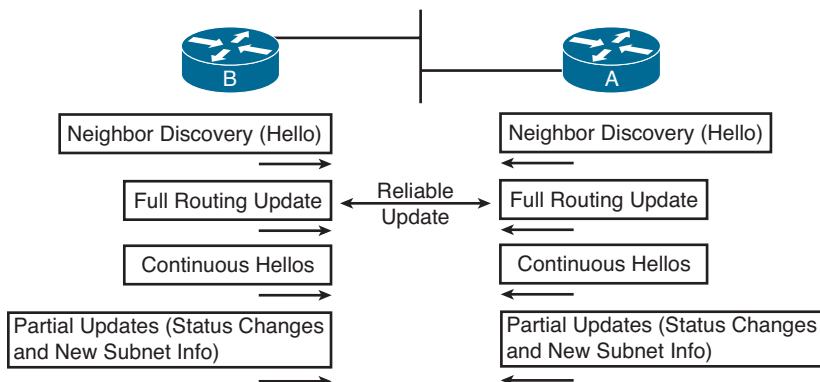 B
A
Neighbor Discovery (Hello)
Neighbor Discovery (Hello)
Full Routing Update
Reliable
Update
Full Routing Update
Continuous Hellos
Continuous Hellos
Partial Updates (Status Changes
and New Subnet Info)
Partial Updates (Status Changes
and New Subnet Info)